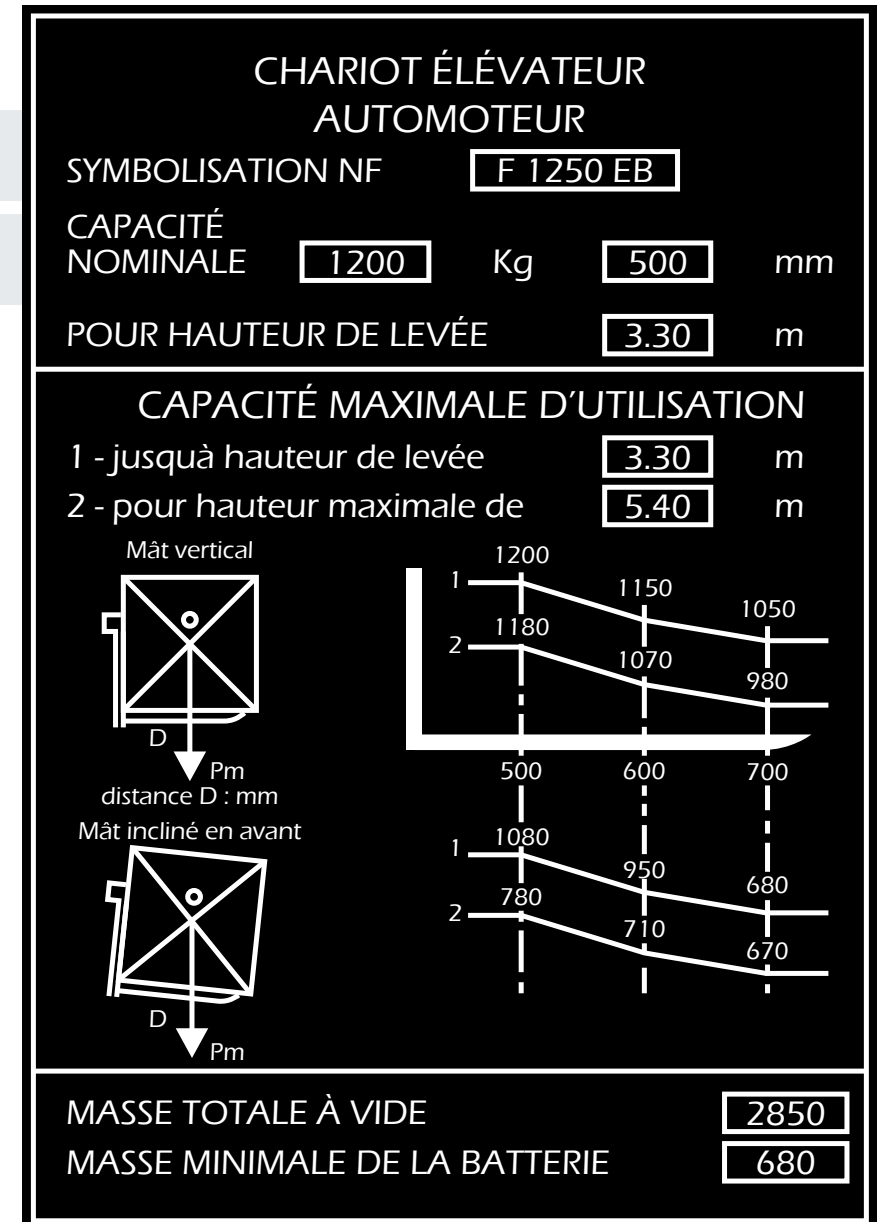 CHARIOT ÉLÉVATEUR
AUTOMOTEUR
SYMBOLISATION NF F 1250 EB
CAPACITÉ
NOMINALE 1200 Kg 500 mm
POUR HAUTEUR DE LEVÉE 3.30 m
CAPACITÉ MAXIMALE D’UTILISATION
1 - jusquà hauteur de levée 3.30 m
2 - pour hauteur maximale de 5.40 m
Mât vertical
1200
1 1150
1050
2 1180
1070
980
D
Pm
500 600 700
distance D : mm
Mât incliné en avant
1 1080
950
680
2 780
710
670
D
Pm
MASSE TOTALE À VIDE 2850
MASSE MINIMALE DE LA BATTERIE 680